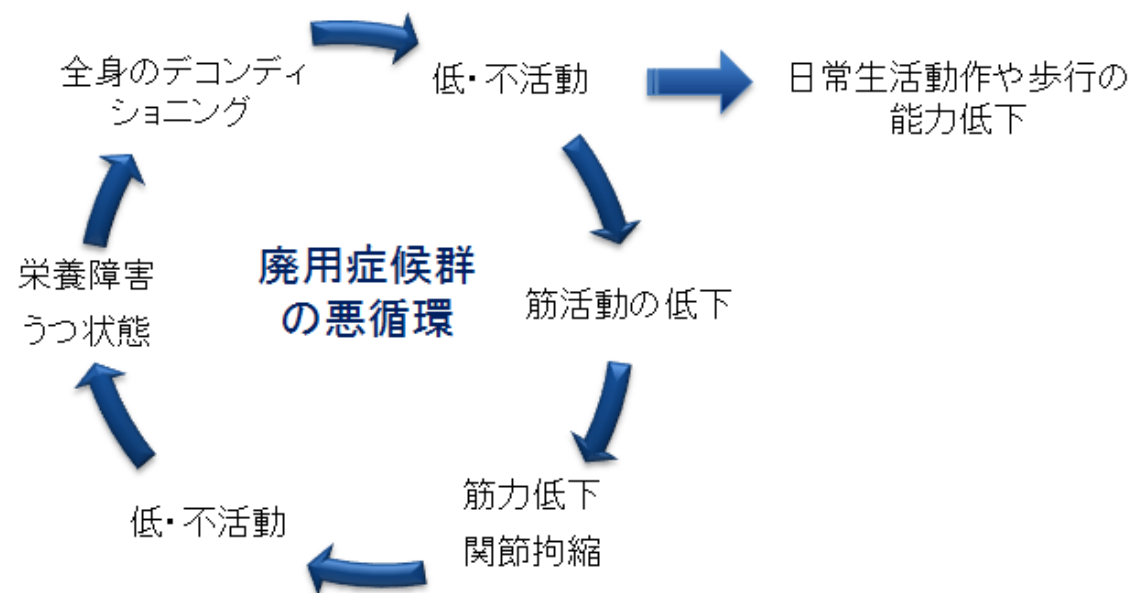 全身のデコンディ
ショニング
低・不活動
日常生活動作や歩行の
能力低下
栄養障害
うつ状態
廃用症候群
の悪循環
筋活動の低下
低・不活動
筋力低下
関節拘縮